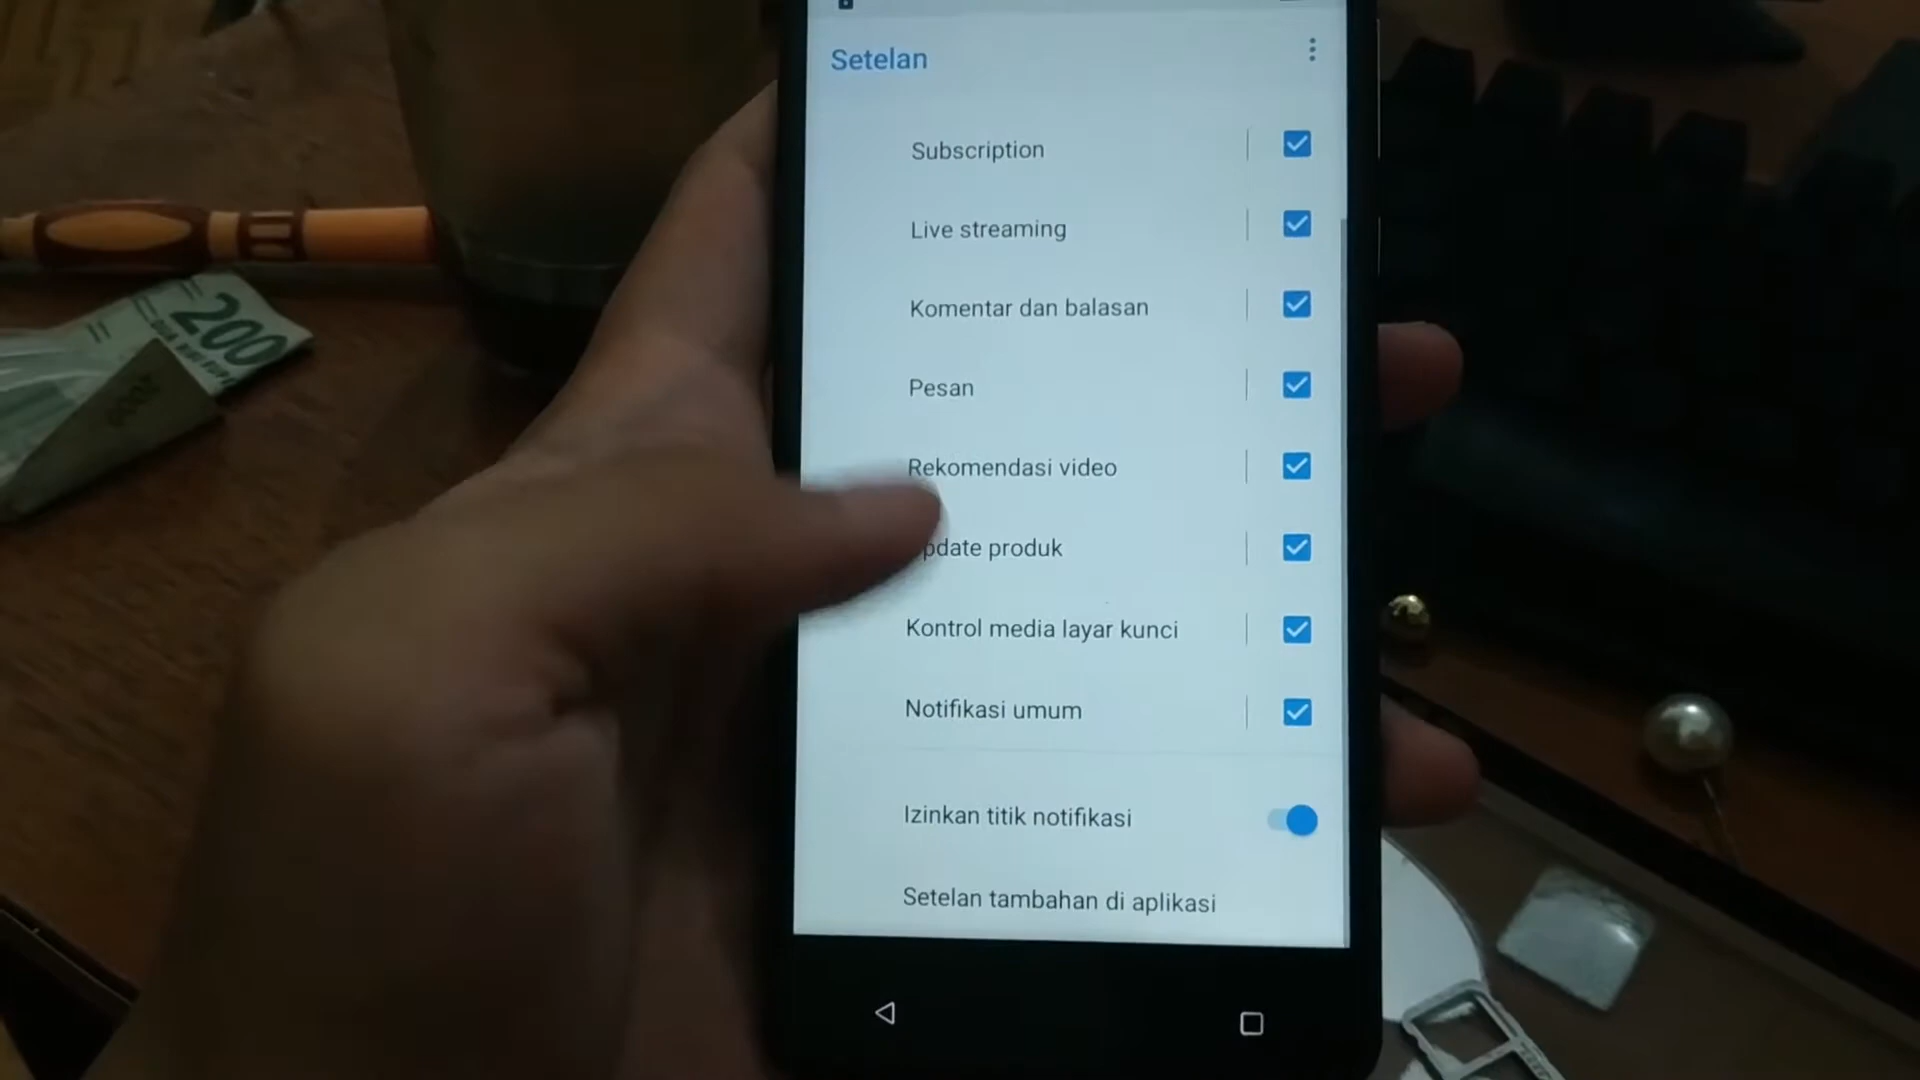 Setelan
Subscription
Live streaming
Komentar dan balasan
Pesan
Rekomendasi video
pdate produk
Kontrol media layar kunci
Notifikasi umum
Izinkan titik notifikasi
Setelan tambahan di aplikasi
200